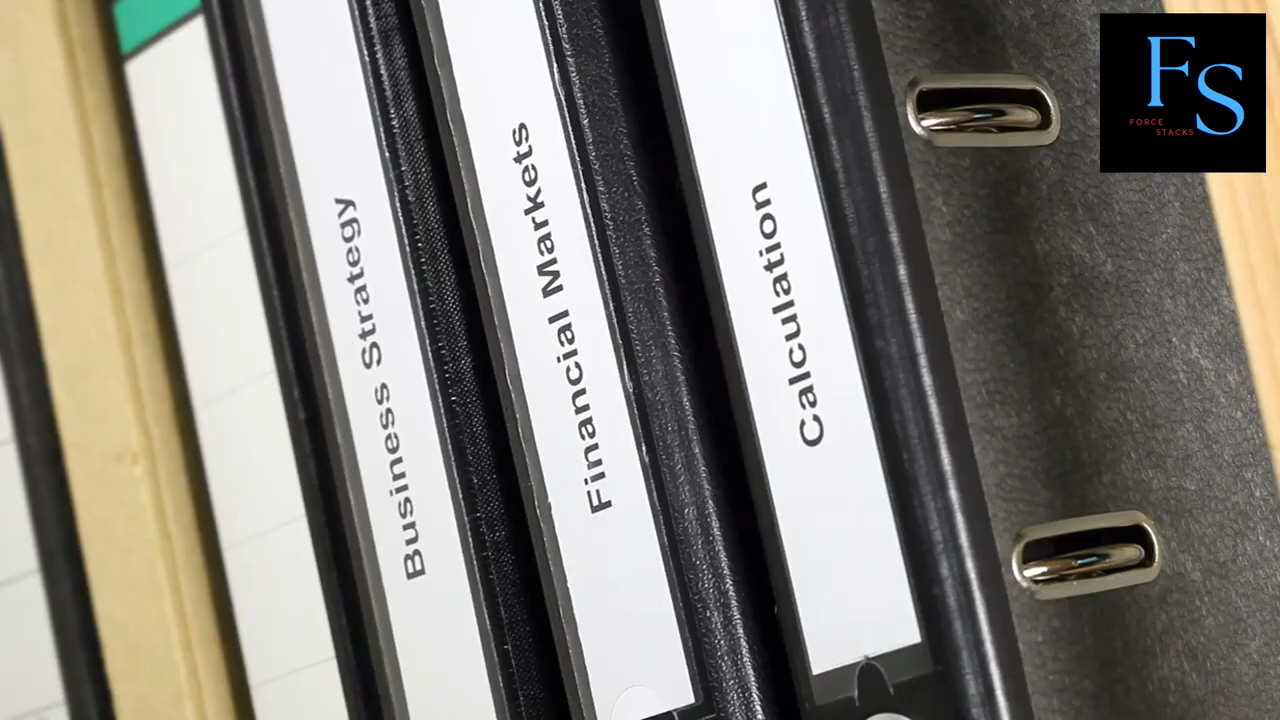 Business Strategy
Financial Markets
Calculation
FS
FORCE
STACKS